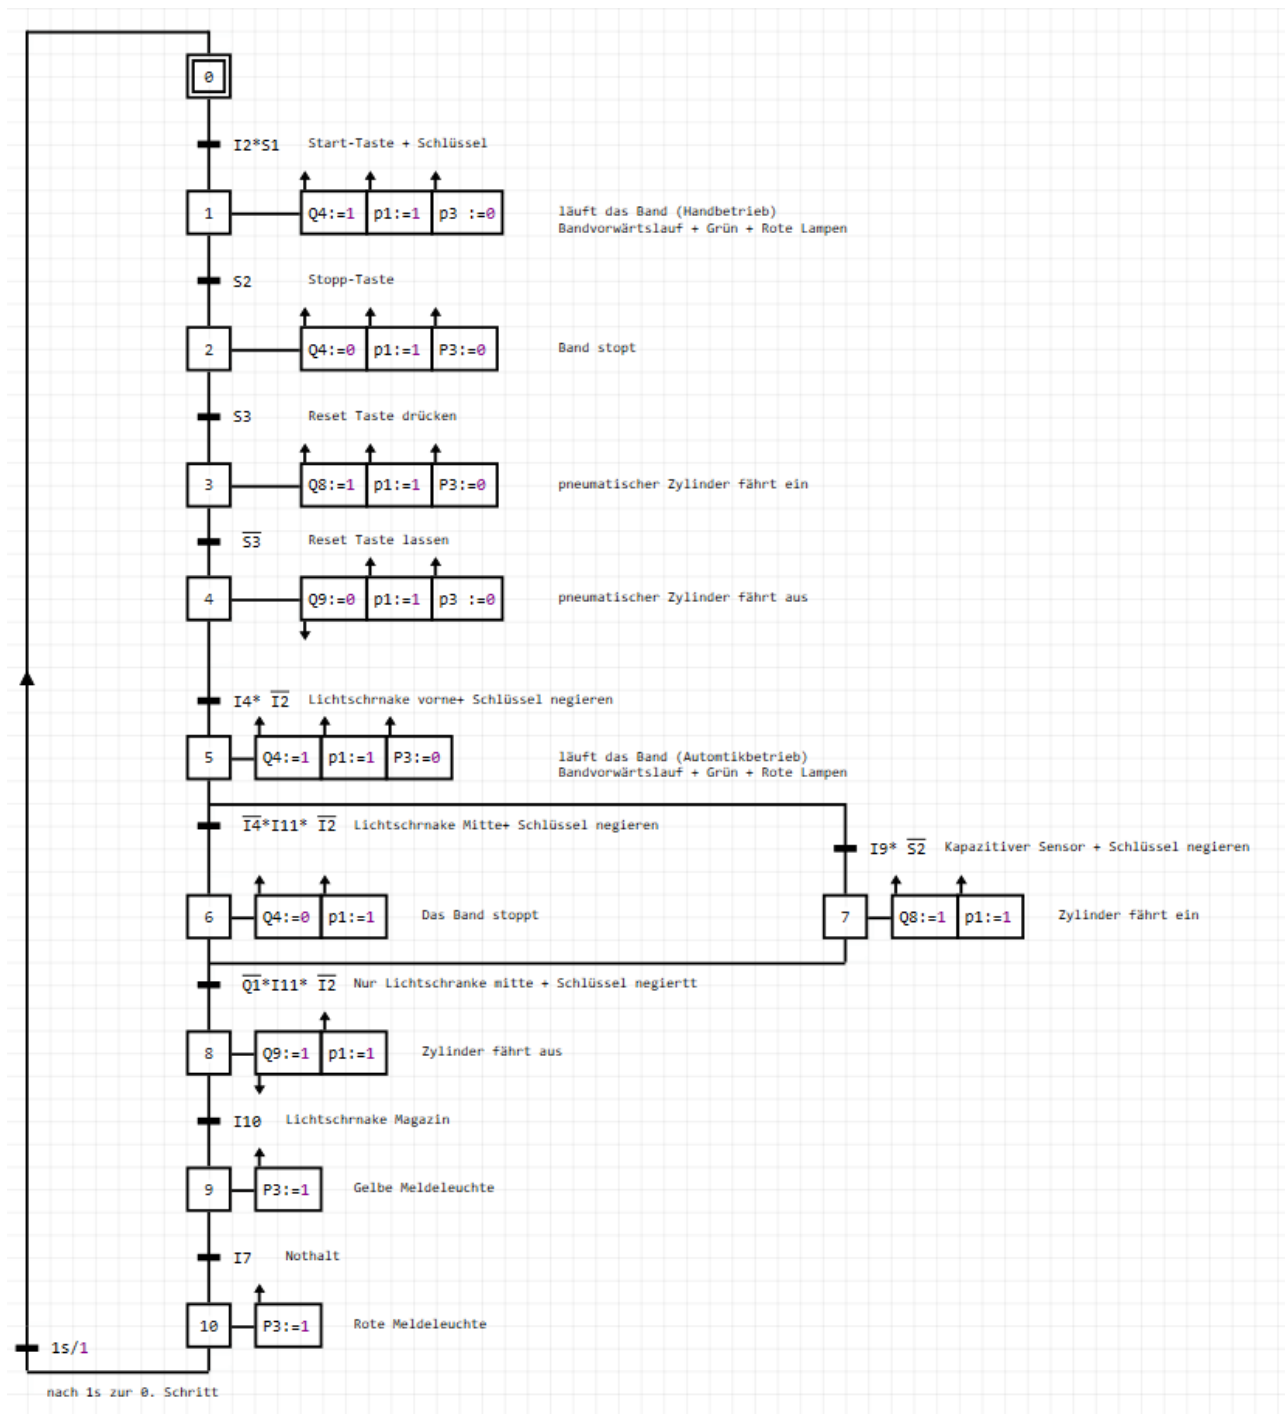 0
I2*S1 Start-Taste + Schlüssel
1 Q4:=1 p1:=1 p3 :=0 läuft das Band (Handbetrieb)
Bandvorwärtslauf + Grün + Rote Lampen
S2 Stopp-Taste
2 Q4:=0 p1:=1 P3:=0 Band stopt
S3 Reset Taste drücken
3 Q8:=1 p1:=1 P3:=0 pneumatischer Zylinder fährt ein
S̅3̅ Reset Taste lassen
4 Q9:=0 p1:=1 p3 :=0 pneumatischer Zylinder fährt aus
I4* I̅2̅ Lichtschrnake vorne+ Schlüssel negieren
5 Q4:=1 p1:=1 P3:=0 läuft das Band (Automtikbetrieb)
Bandvorwärtslauf + Grün + Rote Lampen
I̅4̅*I11* I̅2̅ Lichtschrnake Mitte+ Schlüssel negieren
I9* S̅2̅ Kapazitiver Sensor + Schlüssel negieren
6 Q4:=0 p1:=1 Das Band stoppt
7 Q8:=1 p1:=1 Zylinder fährt ein
Q̅1̅*I11* I̅2̅ Nur Lichtschranke mitte + Schlüssel negiertt
8 Q9:=1 p1:=1 Zylinder fährt aus
I10 Lichtschrnake Magazin
9 P3:=1 Gelbe Meldeleuchte
I7 Nothalt
10 P3:=1 Rote Meldeleuchte
1s/1
nach 1s zur 0. Schritt